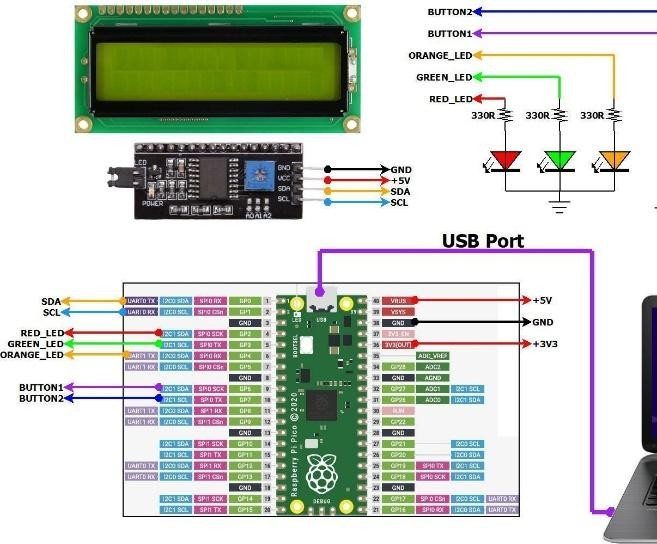 BUTTON2
BUTTON1
ORANGE_LED
GREEN_LED
RED_LED
330R 330R 330R
LED
POWER
GND
VCC
SDA
SCL
A0 A1 A2
GND
+5V
SDA
SCL
USB Port
SDA
SCL
RED_LED
GREEN_LED
ORANGE_LED
BUTTON1
BUTTON2
UART0 TX I2C0 SDA SPI0 RX GP0 1
UART0 RX I2C0 SCL SPI0 CSn GP1 2
GND 3
I2C1 SDA SPI0 SCK GP2 4
I2C1 SCL SPI0 TX GP3 5
UART1 TX I2C0 SDA SPI0 RX GP4 6
UART1 RX I2C0 SCL SPI0 CSn GP5 7
GND 8
I2C1 SDA SPI0 SCK GP6 9
I2C1 SCL SPI0 TX GP7 10
UART1 TX I2C0 SDA SPI1 RX GP8 11
UART1 RX I2C0 SCL SPI1 CSn GP9 12
GND 13
I2C1 SDA SPI1 SCK GP10 14
I2C1 SCL SPI1 TX GP11 15
UART0 TX I2C0 SDA SPI1 RX GP12 16
UART0 RX I2C0 SCL SPI1 CSn GP13 17
GND 18
I2C1 SDA SPI1 SCK GP14 19
I2C1 SCL SPI1 TX GP15 20
LED
USB
BOOTSEL
Raspberry Pi Pico © 2020
DEBUG
40 VBUS
39 VSYS
38 GND
37 3V3_EN
36 3V3(OUT)
35 ADC_VREF
34 GP28 ADC2
33 GND AGND
32 GP27 ADC1 I2C1 SCL
31 GP26 ADC0 I2C1 SDA
30 RUN
29 GP22
28 GND
27 GP21 I2C0 SCL
26 GP20 I2C0 SDA
25 GP19 SPI0 TX I2C1 SCL
24 GP18 SPI0 SCK I2C1 SDA
23 GND
22 GP17 SPI0 CSn I2C0 SCL UART0 RX
21 GP16 SPI0 RX I2C0 SDA UART0 TX
+5V
GND
+3V3